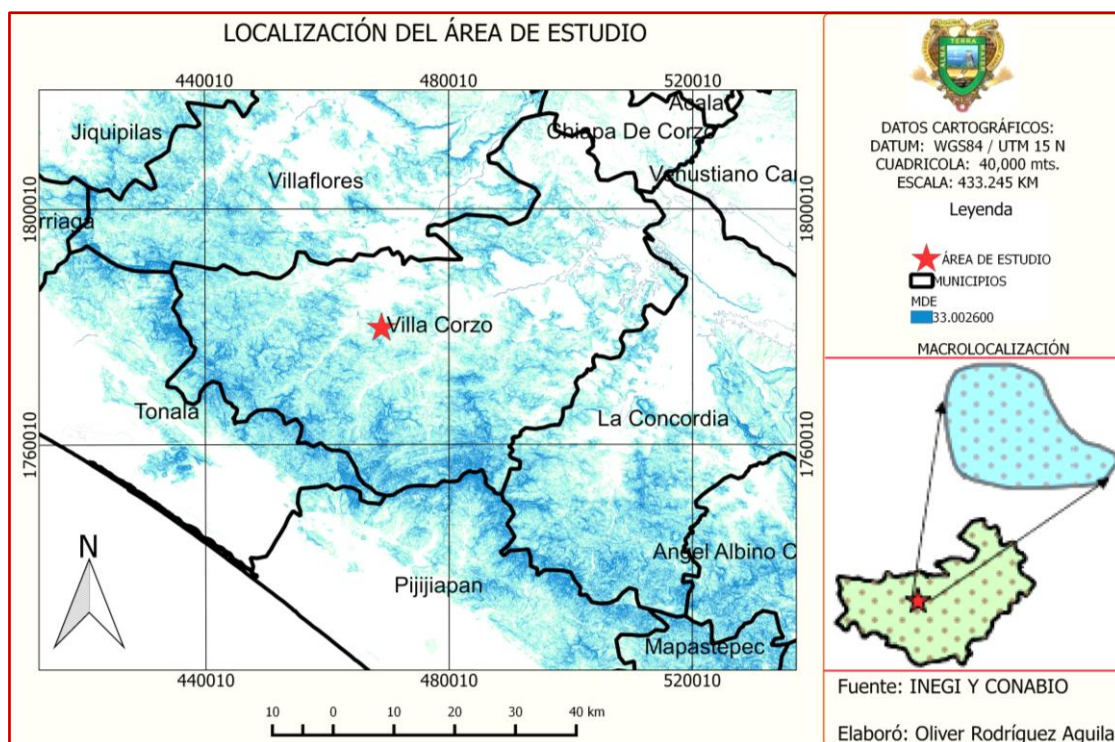 LOCALIZACIÓN DEL ÁREA DE ESTUDIO
440010 480010 520010
Acala
Jiquipilas
Chiapa De Corzo
Villaflores
Venustiano Car
1800010
1800010
rriaga
Villa Corzo
Tonalá
La Concordia
1760010
1760010
N
Angel Albino C
Pijijiapan
Mapastepec
440010 480010 520010
10 0 10 20 30 40 km
TERRA
DATOS CARTOGRÁFICOS:
DATUM: WGS84 / UTM 15 N
CUADRICOLA: 40,000 mts.
ESCALA: 433.245 KM
Leyenda
ÁREA DE ESTUDIO
MUNICIPIOS
MDE
33.002600
MACROLOCALIZACIÓN
Fuente: INEGI Y CONABIO
Elaboró: Oliver Rodríguez Aguila